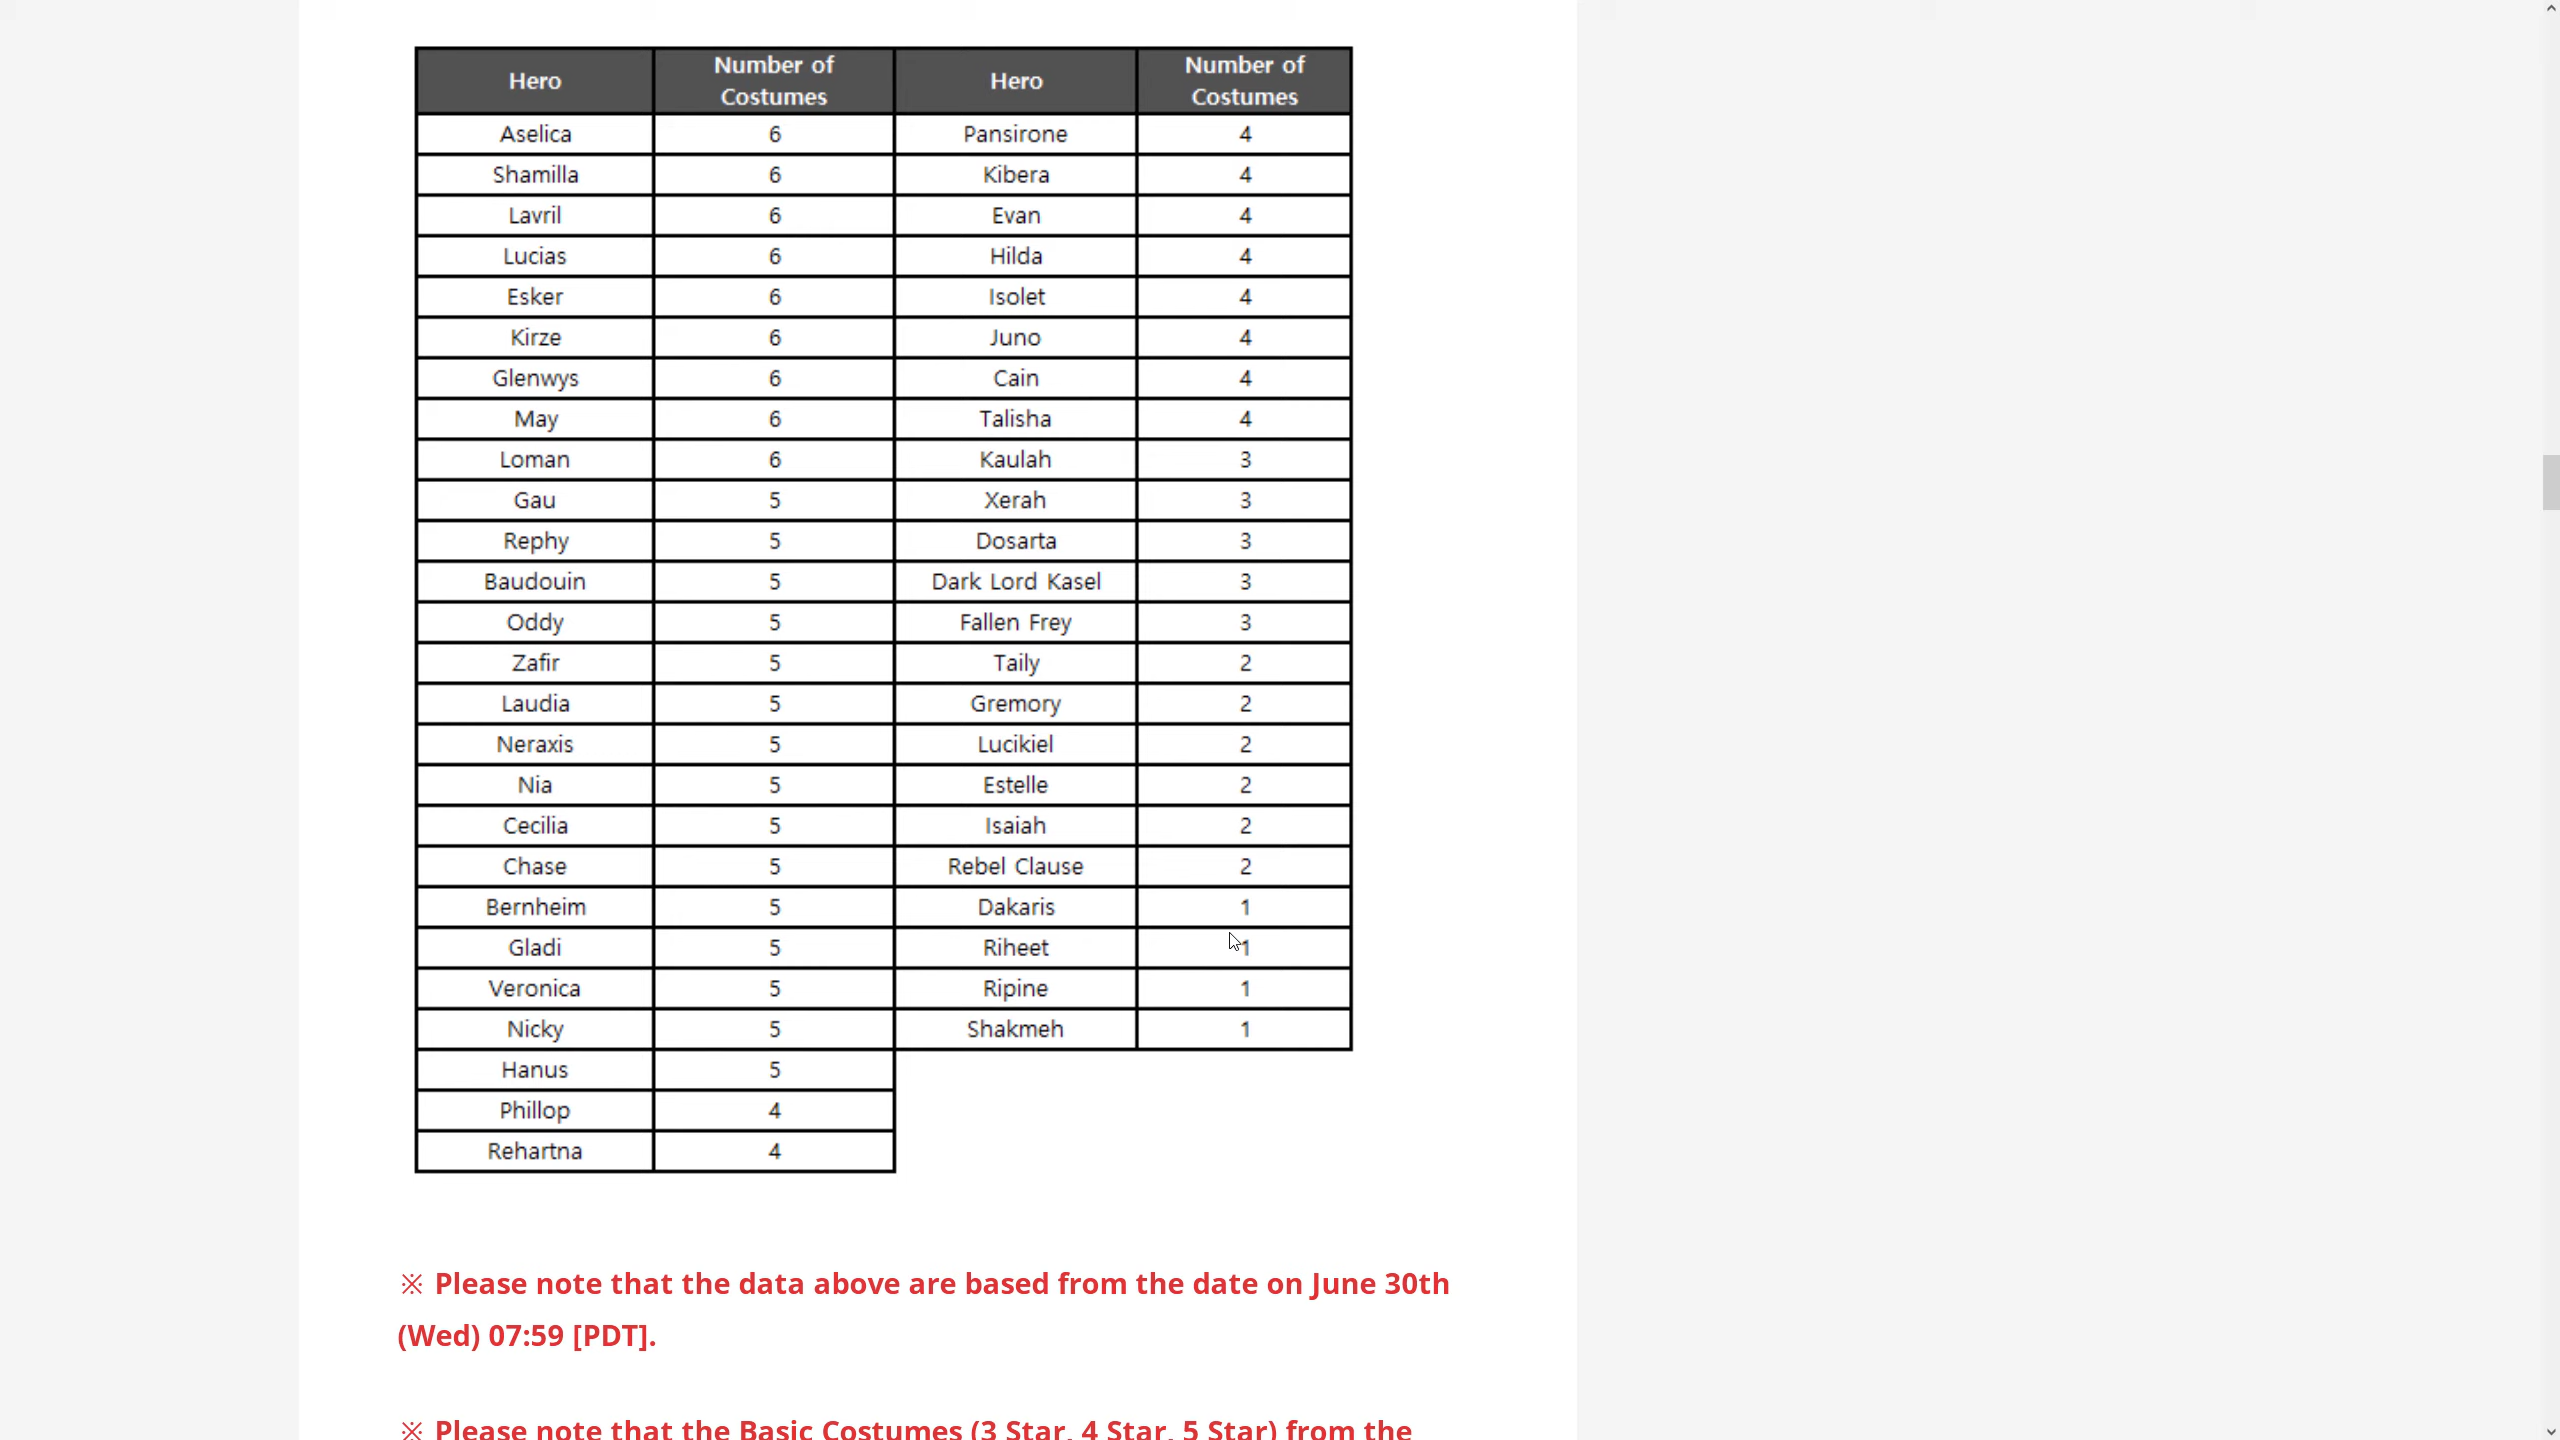 Hero Number of Costumes Hero Number of Costumes
Aselica 6 Pansirone 4
Shamilla 6 Kibera 4
Lavril 6 Evan 4
Lucias 6 Hilda 4
Esker 6 Isolet 4
Kirze 6 Juno 4
Glenwys 6 Cain 4
May 6 Talisha 4
Loman 6 Kaulah 3
Gau 5 Xerah 3
Rephy 5 Dosarta 3
Baudouin 5 Dark Lord Kasel 3
Oddy 5 Fallen Frey 3
Zafir 5 Taily 2
Laudia 5 Gremory 2
Neraxis 5 Lucikiel 2
Nia 5 Estelle 2
Cecilia 5 Isaiah 2
Chase 5 Rebel Clause 2
Bernheim 5 Dakaris 1
Gladi 5 Riheet 1
Veronica 5 Ripine 1
Nicky 5 Shakmeh 1
Hanus 5
Phillop 4
Rehartna 4
※ Please note that the data above are based from the date on June 30th
(Wed) 07:59 [PDT].
※ Please note that the Basic Costumes (3 Star, 4 Star, 5 Star) from the